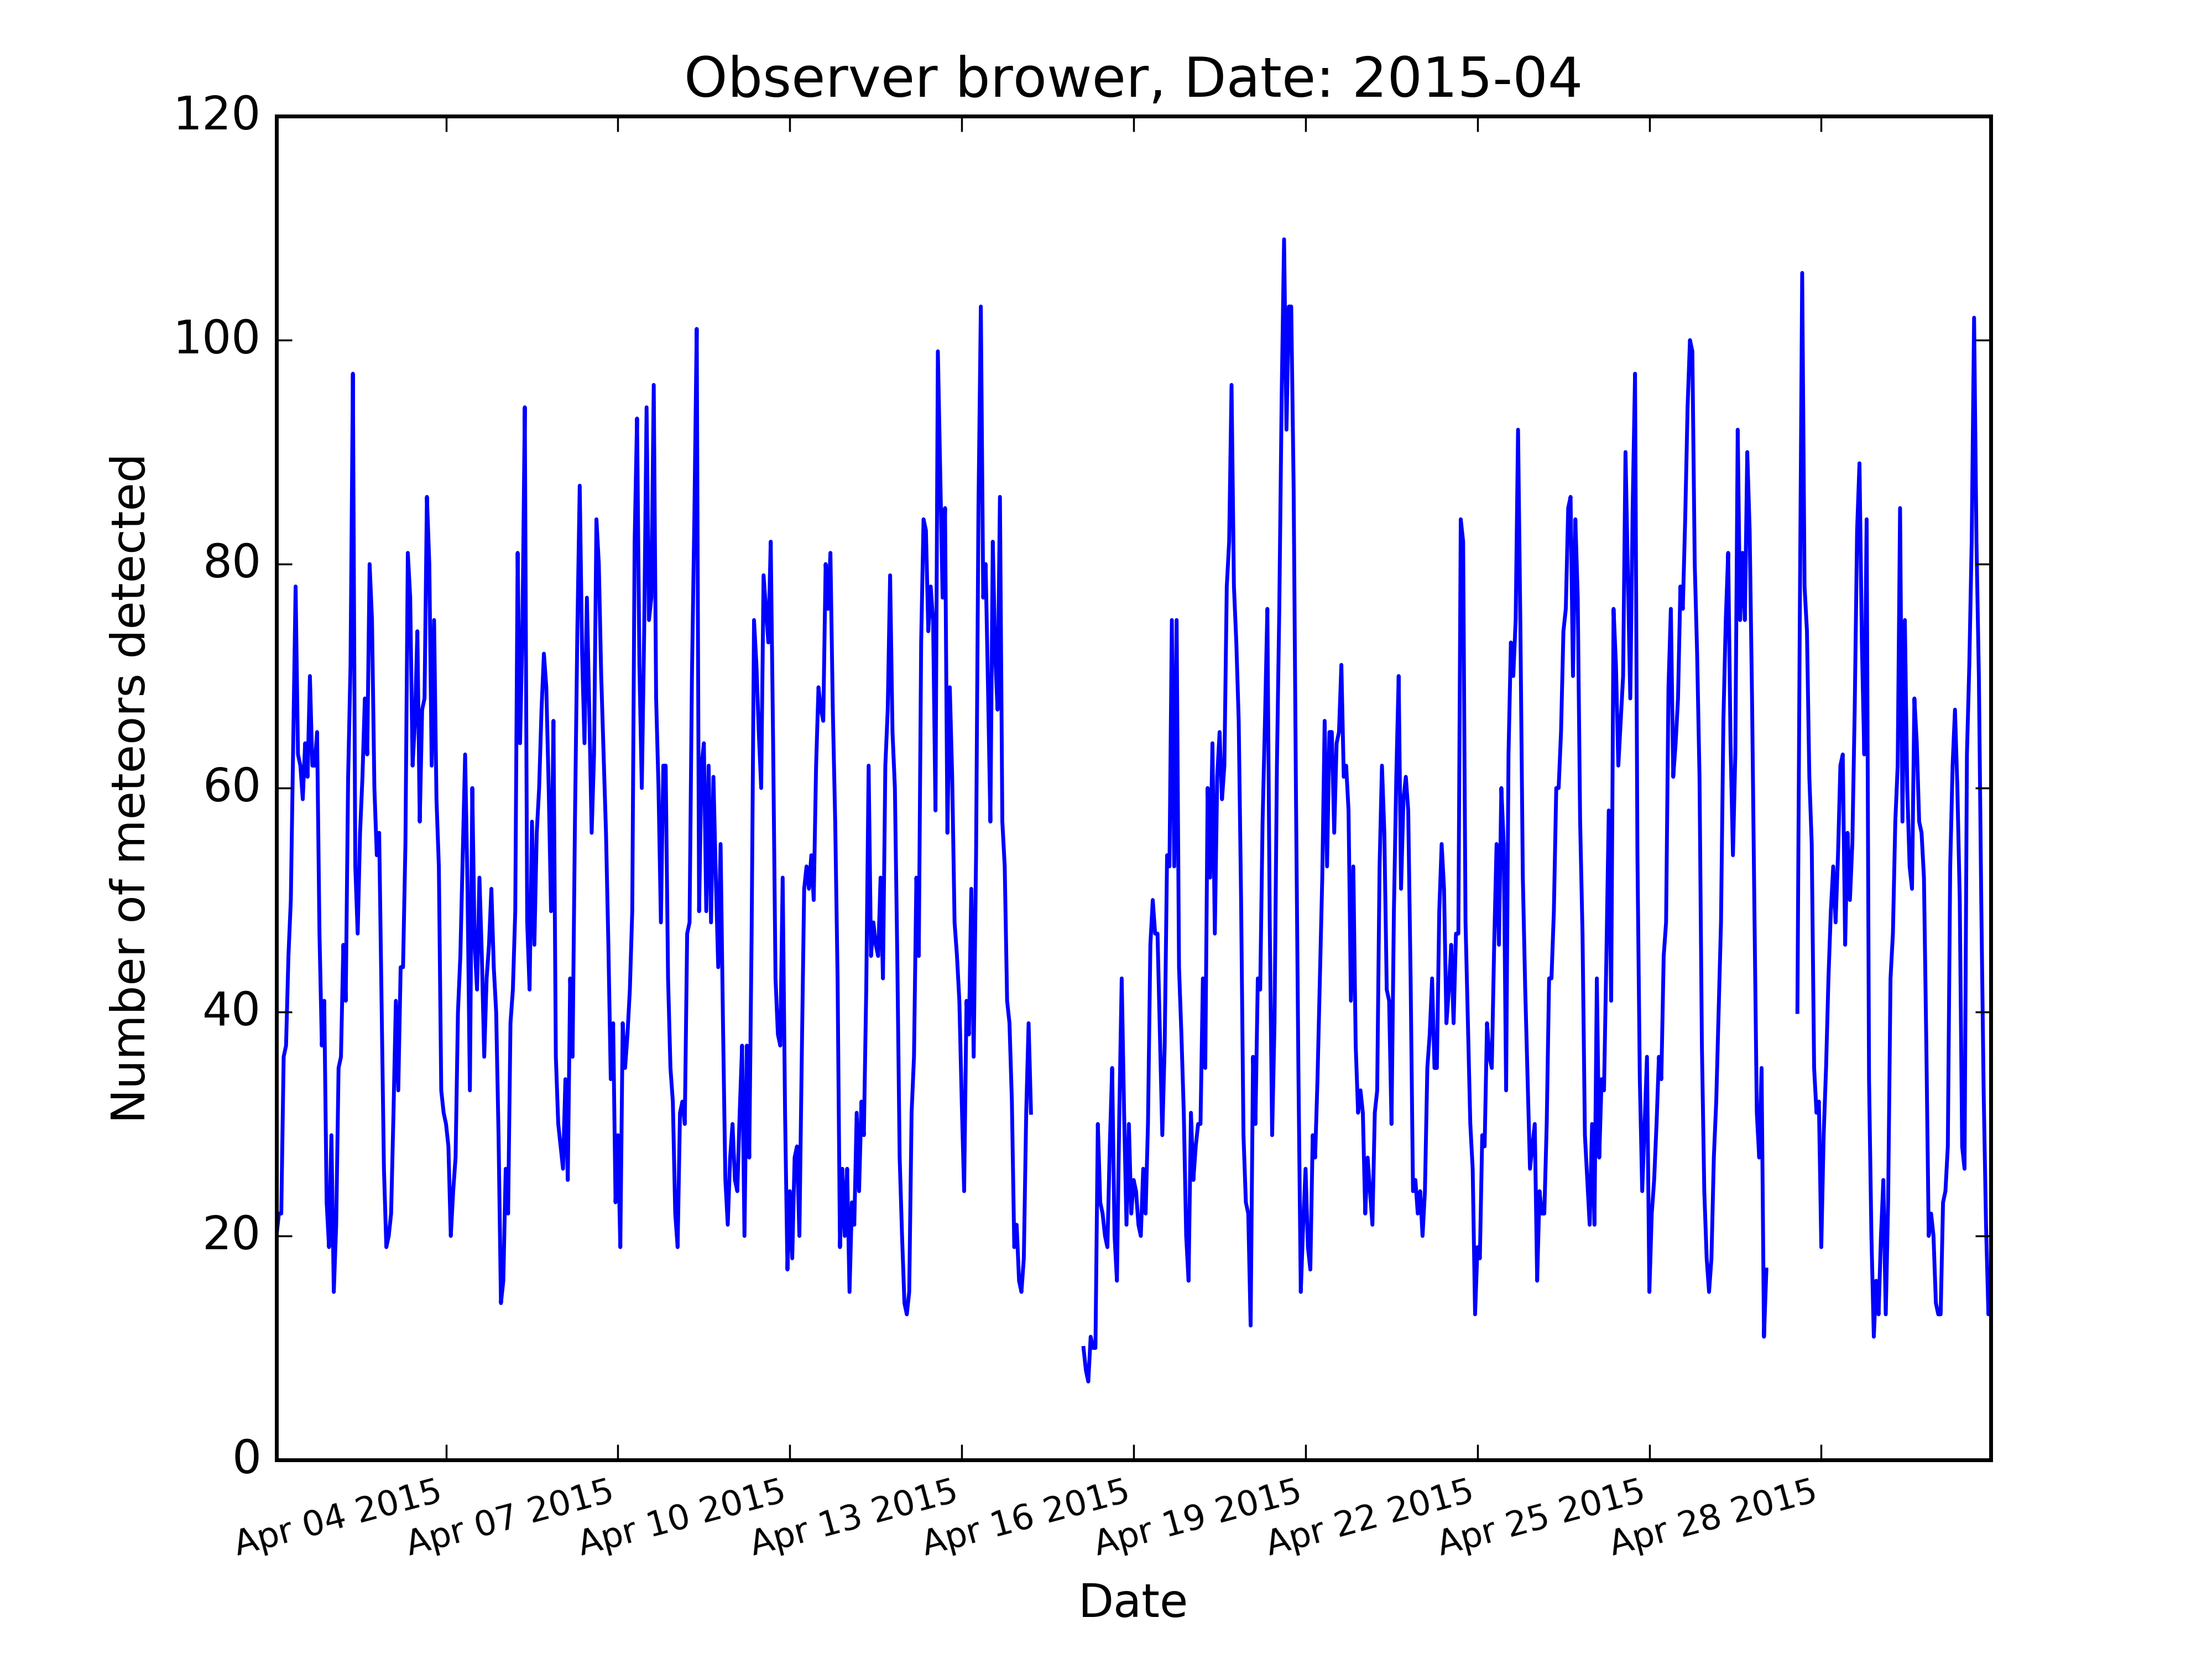 Observer brower, Date: 2015-04
120
100
80
60
40
20
0
Number of meteors detected
Apr 04 2015
Apr 07 2015
Apr 10 2015
Apr 13 2015
Apr 16 2015
Apr 19 2015
Apr 22 2015
Apr 25 2015
Apr 28 2015
Date